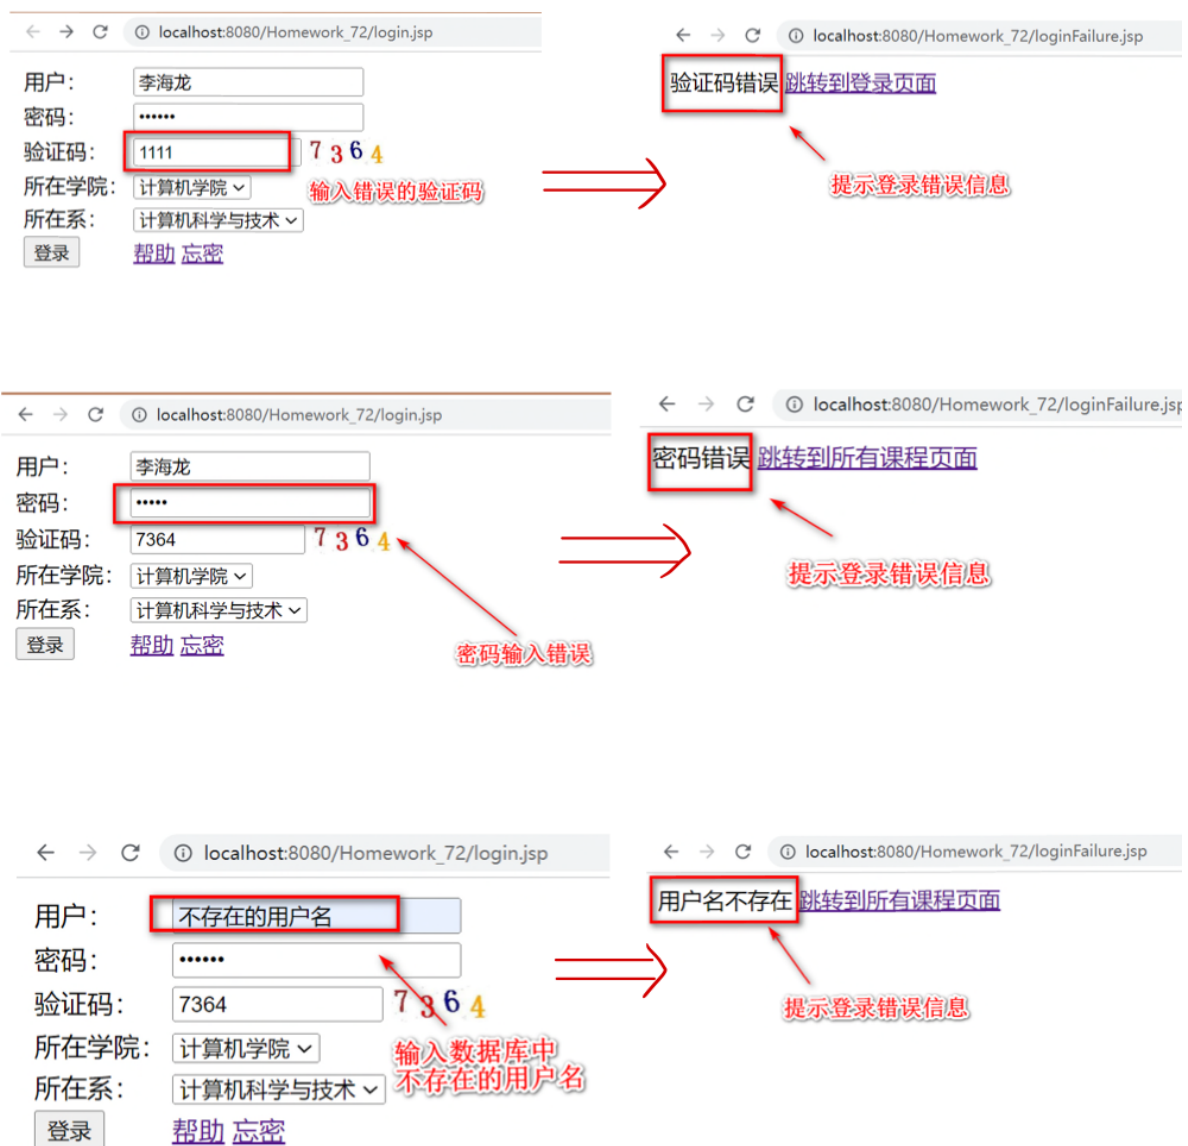 localhost:8080/Homework_72/login.jsp
用户：
李海龙
密码：
••••••
验证码：
1111
7364
所在学院：
计算机学院
输入错误的验证码
所在系：
计算机科学与技术
登录
帮助 忘密
localhost:8080/Homework_72/loginFailure.jsp
验证码错误 跳转到登录页面
提示登录错误信息
localhost:8080/Homework_72/login.jsp
用户：
李海龙
密码：
•••••
验证码：
7364
7364
所在学院：
计算机学院
所在系：
计算机科学与技术
登录
帮助 忘密
密码输入错误
localhost:8080/Homework_72/loginFailure.jsp
密码错误 跳转到所有课程页面
提示登录错误信息
localhost:8080/Homework_72/login.jsp
用户：
不存在的用户名
密码：
••••••
验证码：
7364
7364
所在学院：
计算机学院
输入数据库中
不存在的用户名
所在系：
计算机科学与技术
登录
帮助 忘密
localhost:8080/Homework_72/loginFailure.jsp
用户名不存在 跳转到所有课程页面
提示登录错误信息